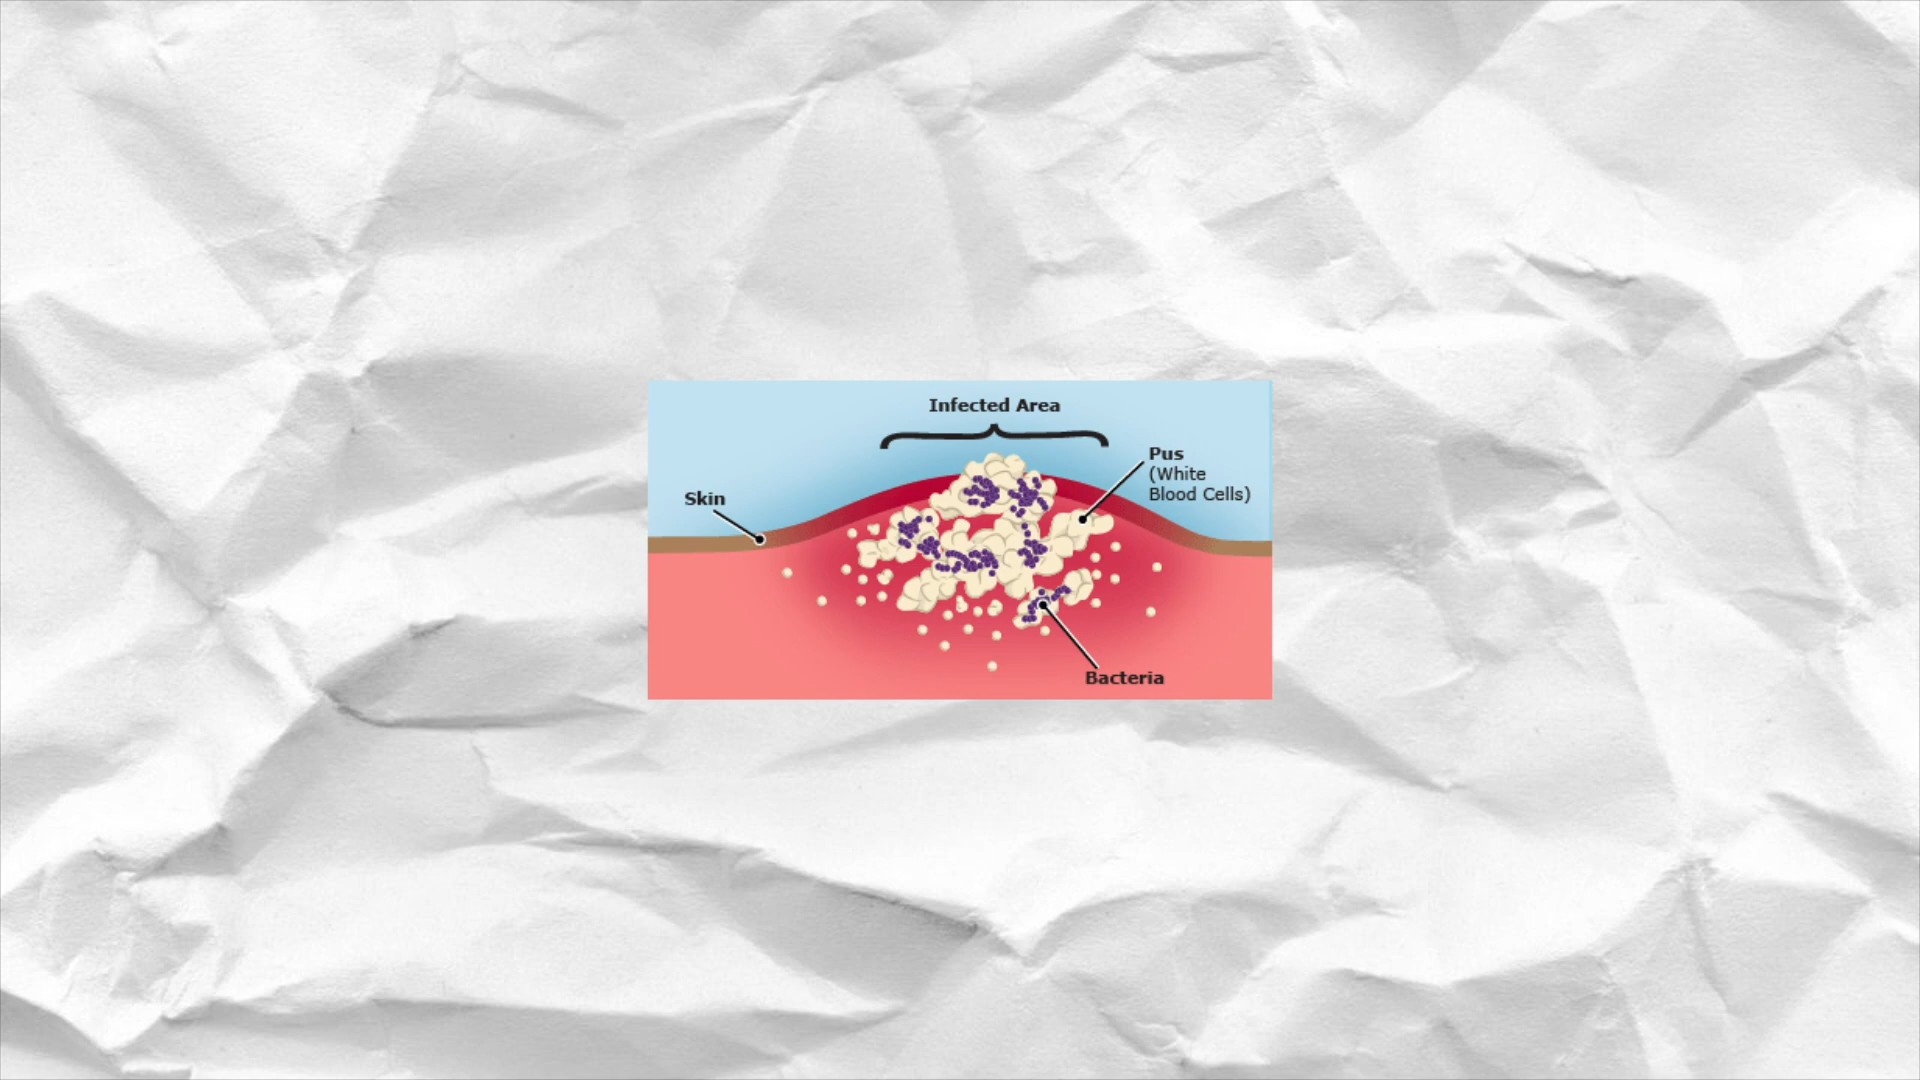 Infected Area
Pus
(White
Blood Cells)
Skin
Bacteria